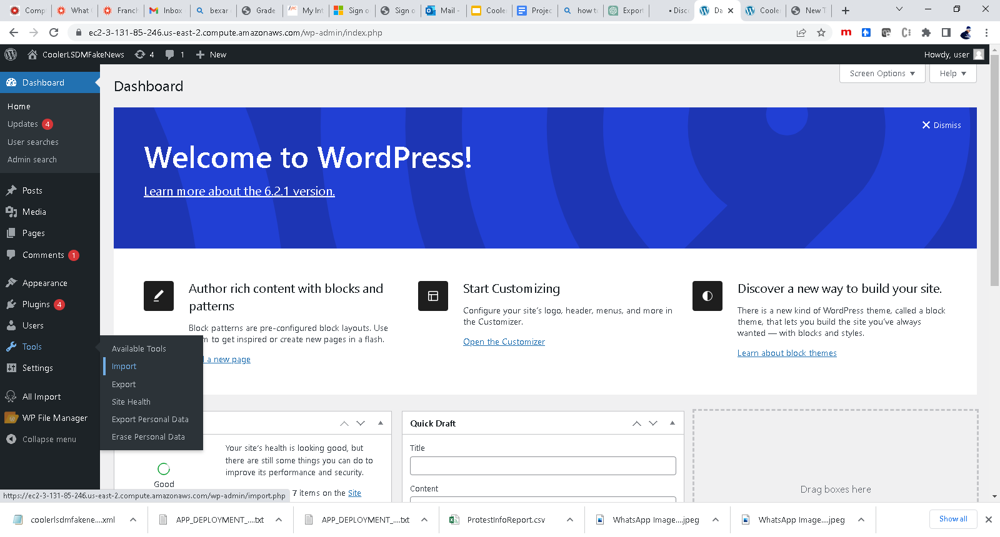 Comp
What
Franch
Inbox
bexar
Grade
My Int
Sign o
Sign o
Mail -
Cooler
Projec
how to
Export
• Disco
Da
Cooler
New T
ec2-3-131-85-246.us-east-2.compute.amazonaws.com/wp-admin/index.php
CoolerLSDMFakeNews 4 1 New
Howdy, user
Dashboard
Home
Updates 4
User searches
Admin search
Posts
Media
Pages
Comments 1
Appearance
Plugins 4
Users
Tools
Settings
All Import
WP File Manager
Collapse menu
Available Tools
Import
Export
Site Health
Export Personal Data
Erase Personal Data
Dashboard
Screen Options ▼
Help ▼
Dismiss
Welcome to WordPress!
Learn more about the 6.2.1 version.
Author rich content with blocks and
patterns
Block patterns are pre-configured block layouts. Use
m to get inspired or create new pages in a flash.
a new page
Start Customizing
Configure your site’s logo, header, menus, and more in
the Customizer.
Open the Customizer
Discover a new way to build your site.
There is a new kind of WordPress theme, called a block
theme, that lets you build the site you’ve always
wanted — with blocks and styles.
Learn about block themes
Good
Your site’s health is looking good, but
there are still some things you can do to
improve its performance and security.
7 items on the Site
Quick Draft
Title
Content
Drag boxes here
https://ec2-3-131-85-246.us-east-2.compute.amazonaws.com/wp-admin/import.php
coolerlsdmfakene....xml
APP_DEPLOYMENT_....txt
APP_DEPLOYMENT_....txt
ProtestInfoReport.csv
WhatsApp Image....jpeg
WhatsApp Image....jpeg
Show all